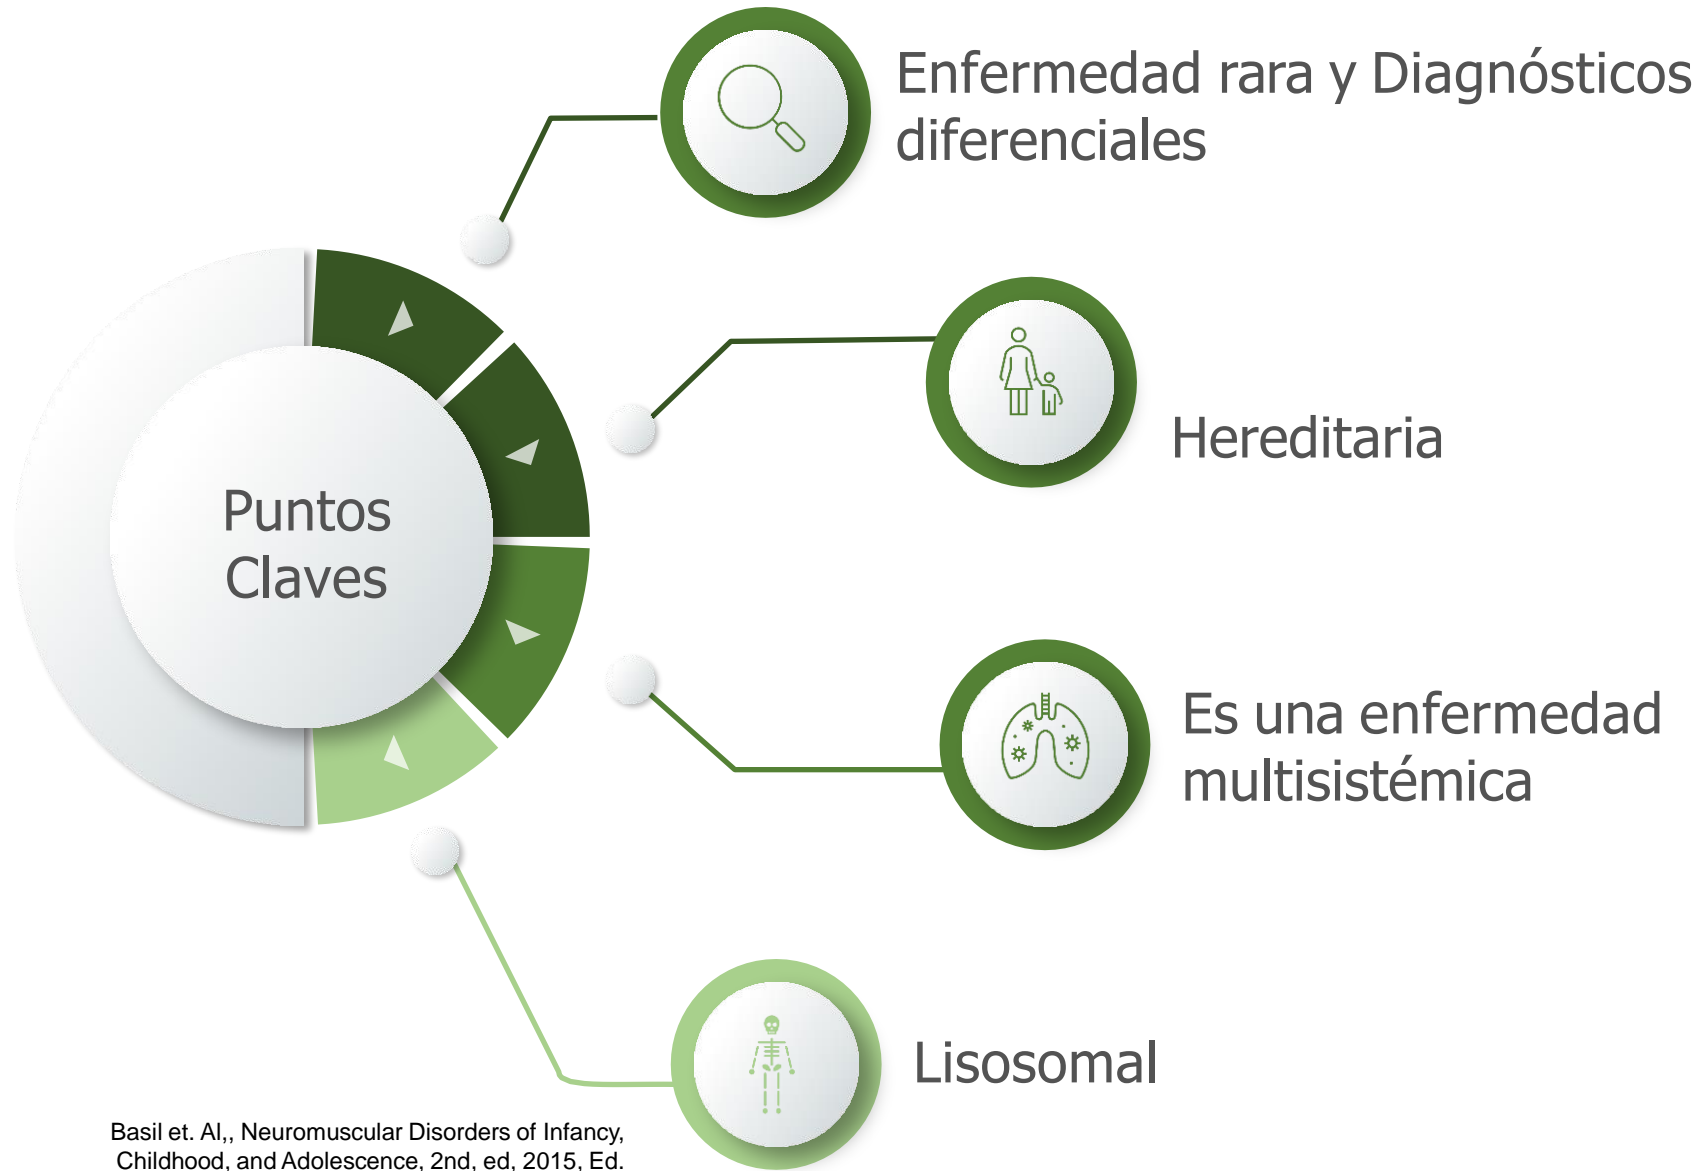 Enfermedad rara y Diagnósticos
diferenciales
Hereditaria
Puntos
Claves
Es una enfermedad
multisistémica
Lisosomal
Basil et. Al,, Neuromuscular Disorders of Infancy,
Childhood, and Adolescence, 2nd, ed, 2015, Ed.